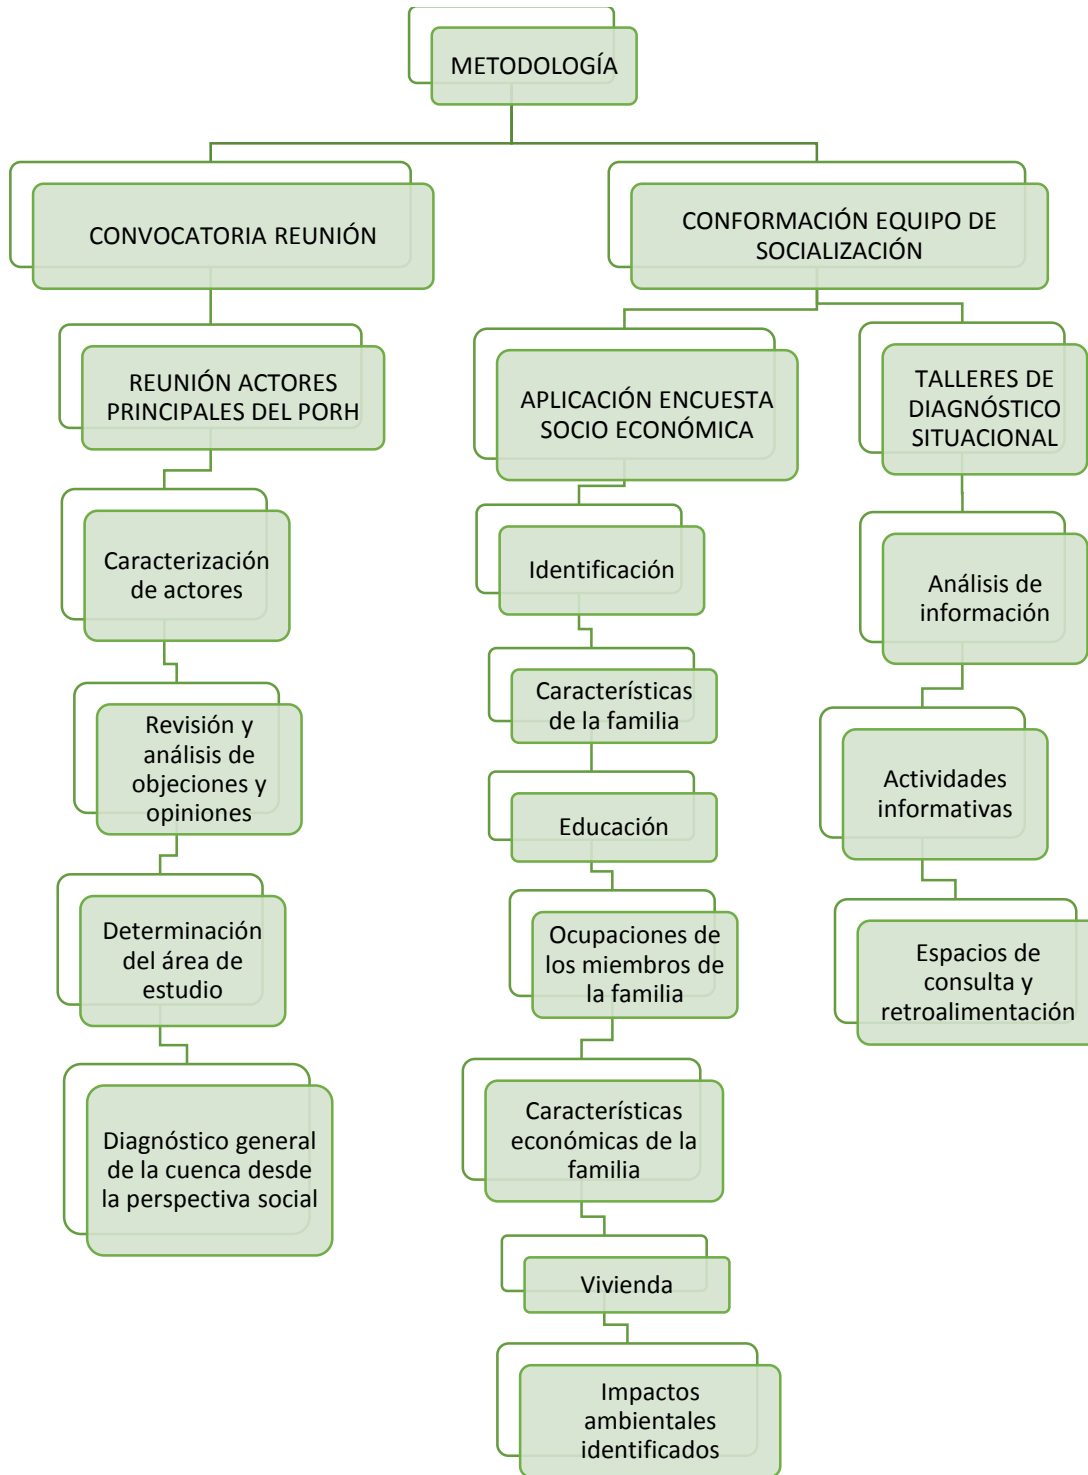 METODOLOGÍA
CONVOCATORIA REUNIÓN
CONFORMACIÓN EQUIPO DE
SOCIALIZACIÓN
REUNIÓN ACTORES
PRINCIPALES DEL PORH
APLICACIÓN ENCUESTA
SOCIO ECONÓMICA
TALLERES DE
DIAGNÓSTICO
SITUACIONAL
Caracterización
de actores
Revisión y
análisis de
objeciones y
opiniones
Determinación
del área de
estudio
Diagnóstico general
de la cuenca desde
la perspectiva social
Identificación
Características
de la familia
Educación
Ocupaciones de
los miembros de
la familia
Características
económicas de la
familia
Vivienda
Impactos
ambientales
identificados
Análisis de
información
Actividades
informativas
Espacios de
consulta y
retroalimentación